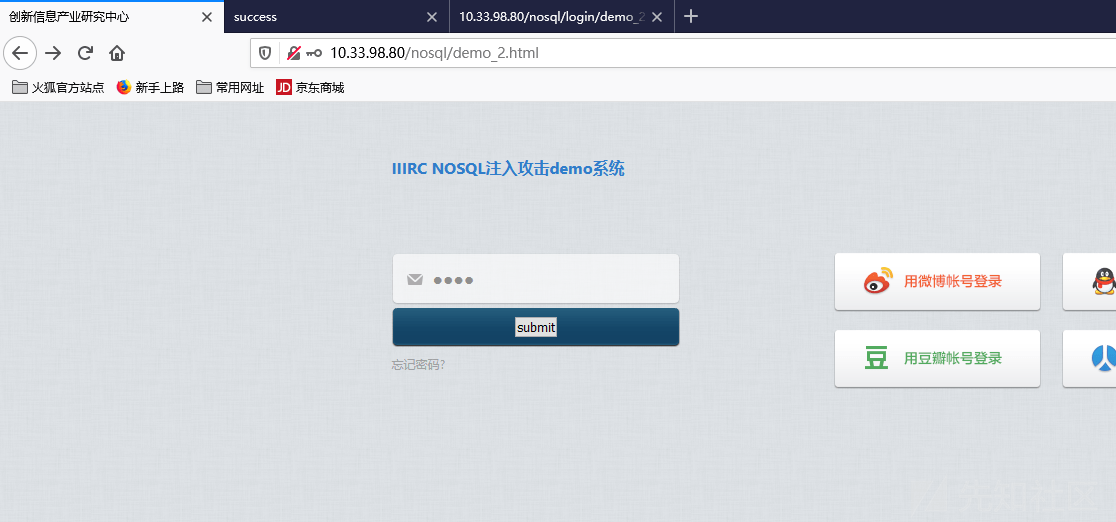 创新信息产业研究中心
success
10.33.98.80/nosql/login/demo_2
10.33.98.80/nosql/demo_2.html
火狐官方站点
新手上路
常用网址
JD 京东商城
IIIRC NOSQL注入攻击demo系统
submit
忘记密码?
用微博帐号登录
用豆瓣帐号登录